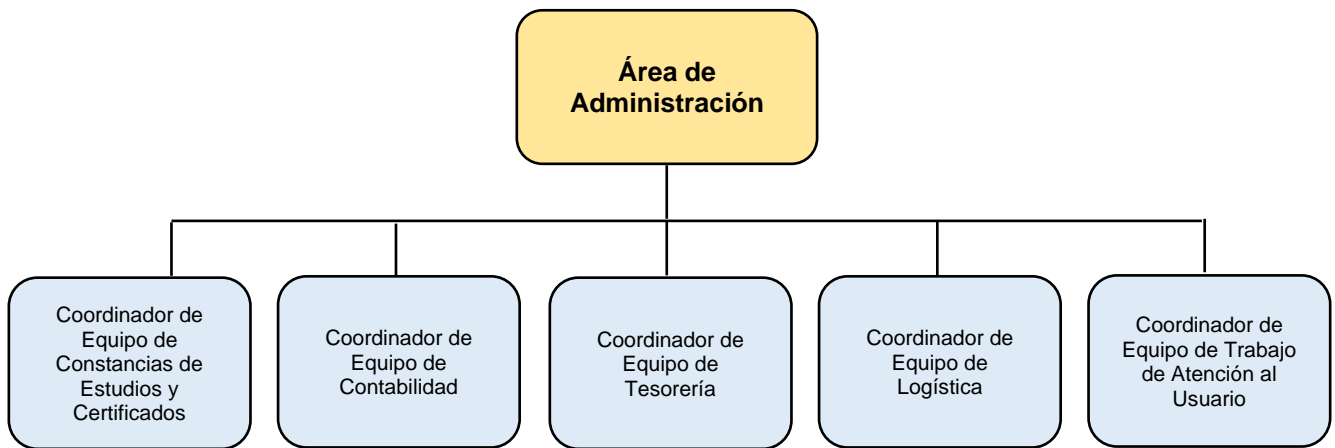 Área de
Administración
Coordinador de
Equipo de
Constancias de
Estudios y
Certificados
Coordinador de
Equipo de
Contabilidad
Coordinador de
Equipo de
Tesorería
Coordinador de
Equipo de
Logística
Coordinador de
Equipo de Trabajo
de Atención al
Usuario